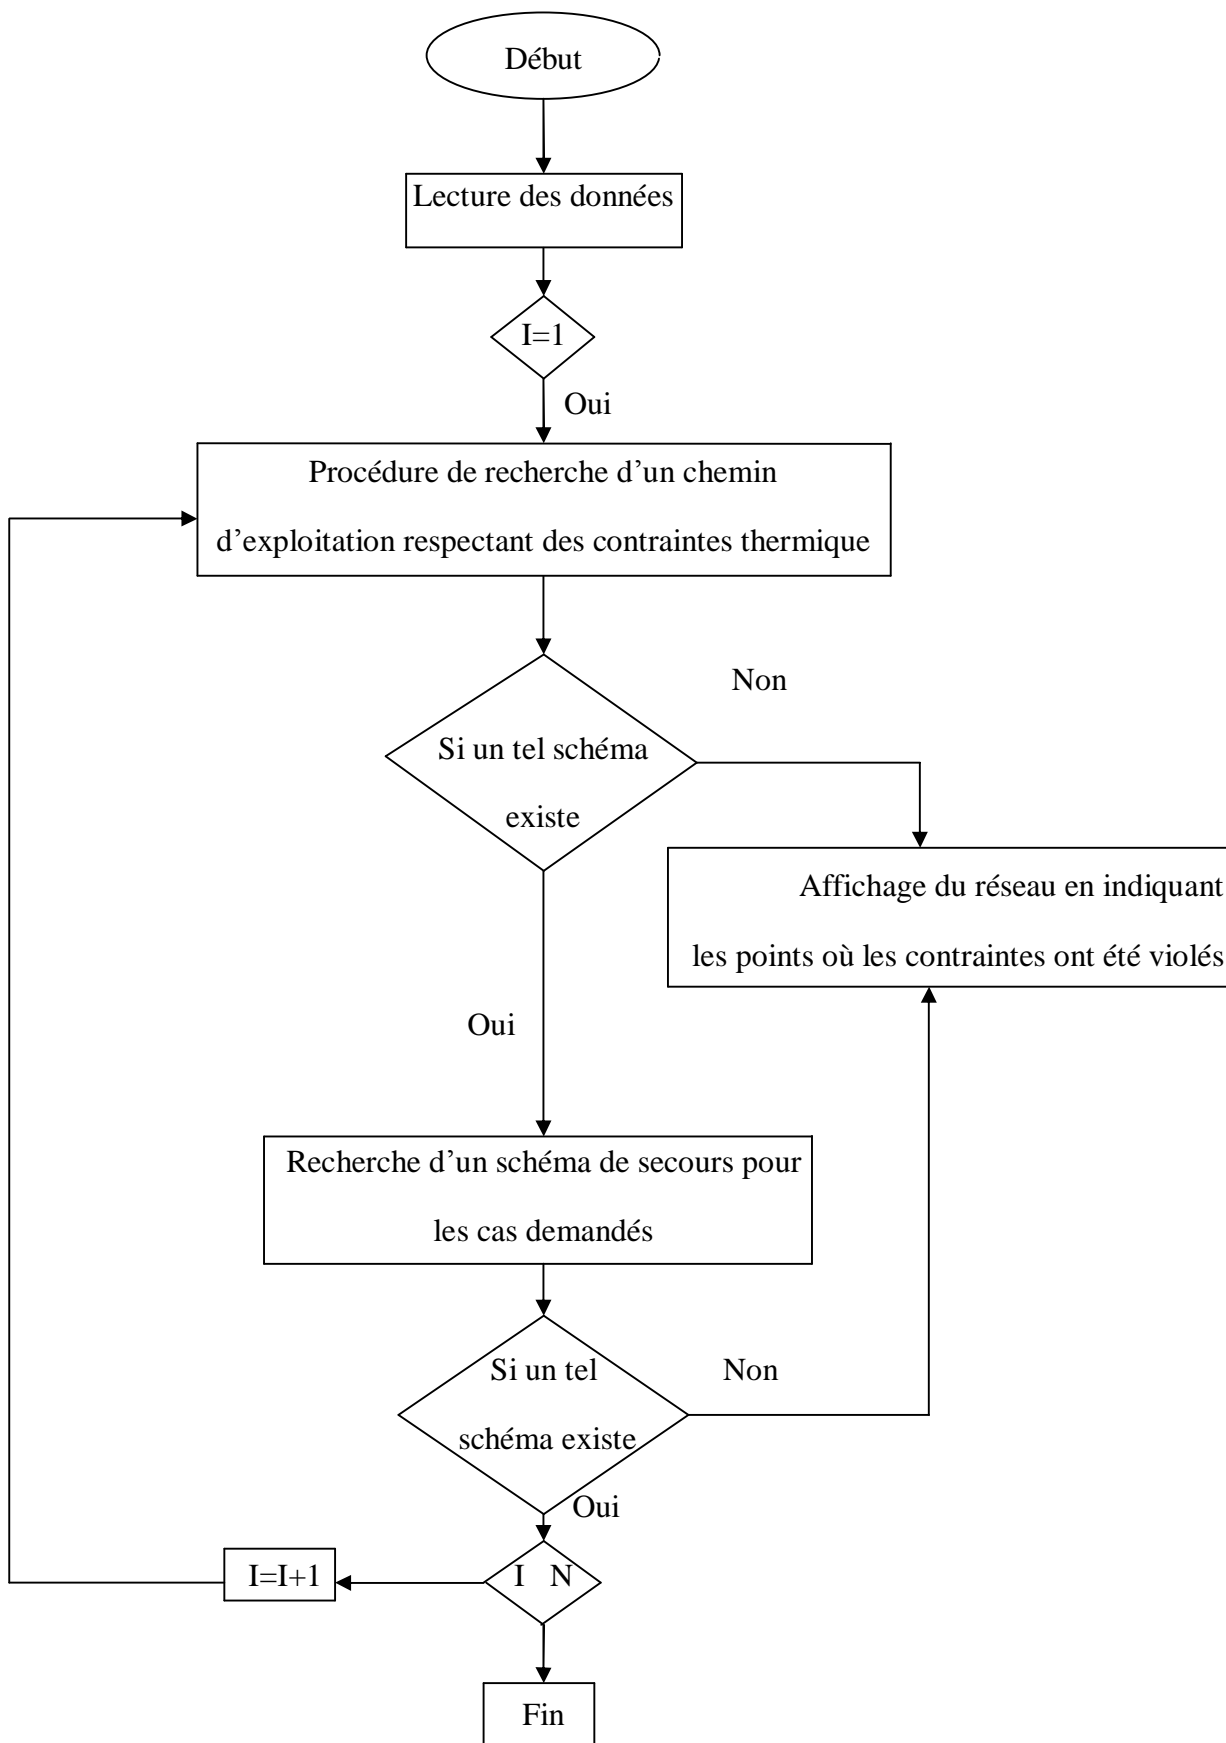 Début
Lecture des données
I=1
Oui
Procédure de recherche d’un chemin
d’exploitation respectant des contraintes thermique
Non
Si un tel schéma
existe
Affichage du réseau en indiquant
les points où les contraintes ont été violés
Oui
Recherche d’un schéma de secours pour
les cas demandés
Si un tel
Non
schéma existe
Oui
I=I+1
I N
Fin